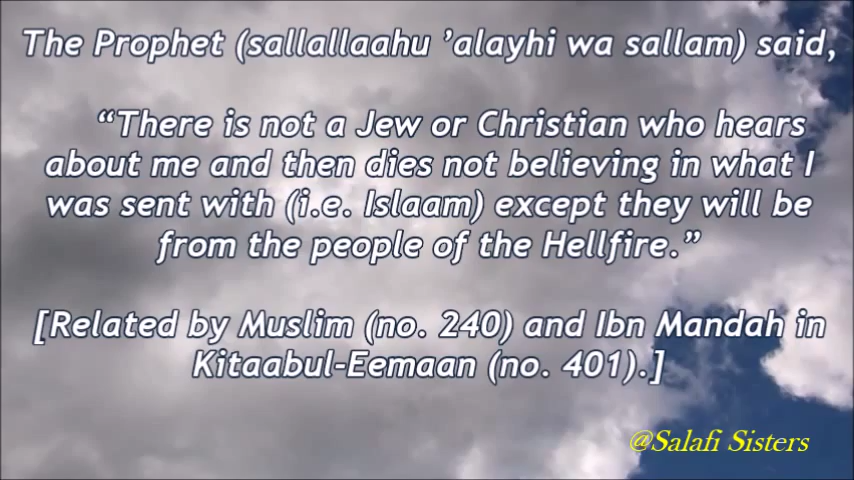 The Prophet (sallallaahu ’alayhi wa sallam) said,
“There is not a Jew or Christian who hears
about me and then dies not believing in what I
was sent with (i.e. Islaam) except they will be
from the people of the Hellfire.”
[Related by Muslim (no. 240) and Ibn Mandah in
Kitaabul-Eemaan (no. 401).]
@Salafi Sisters